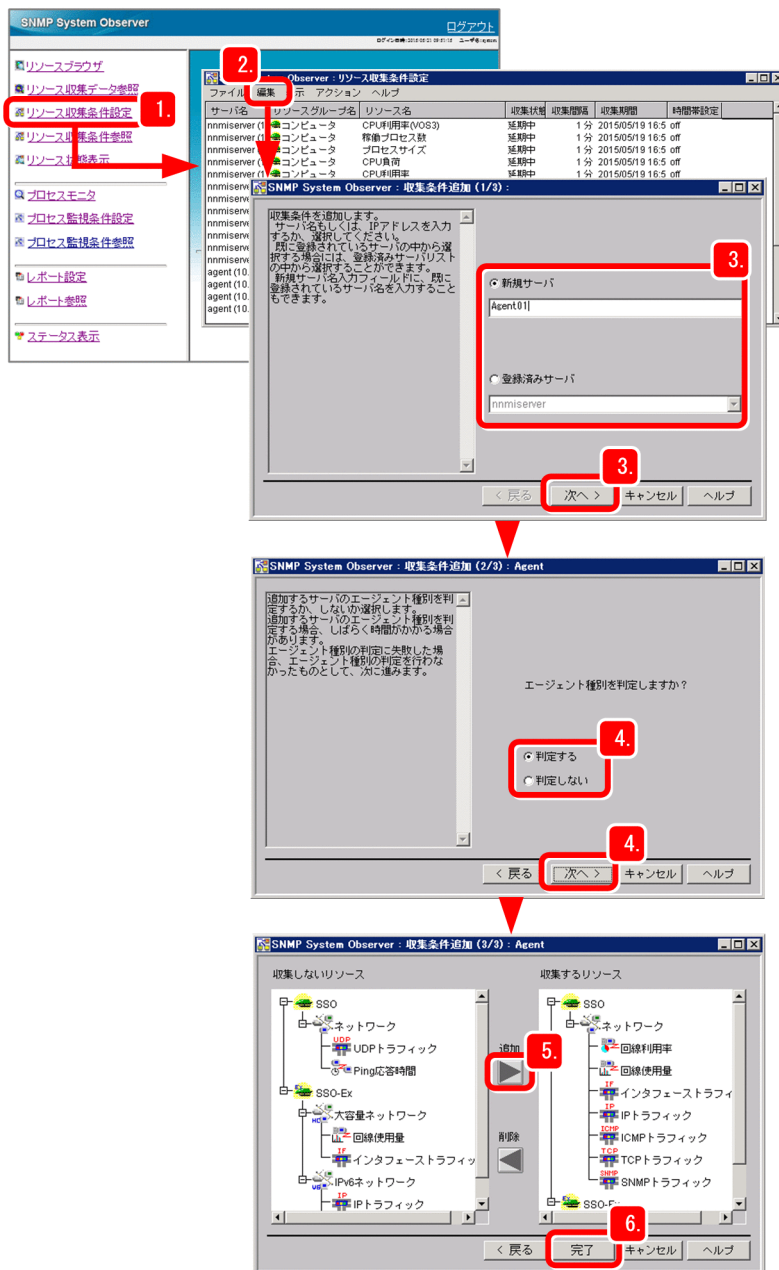 SNMP System Observer
ログアウト
リソースブラウザ
リソース収集データ参照
リソース収集条件設定
リソース収集条件参照
リソース状態表示
プロセスモニタ
プロセス監視条件設定
プロセス監視条件参照
レポート設定
レポート参照
ステータス表示
1.
2.
Observer : リソース収集条件設定
ファイル 編集 示 アクション ヘルプ
サーバ名 リソースグループ名 リソース名 収集状態 収集間隔 収集期間 時間帯設定
nnmiserver (1 コンピュータ CPU利用率(VOS3) 延期中 1 分 2015/05/19 16:5 off
nnmiserver (1 コンピュータ 稼働プロセス数 延期中 1 分 2015/05/19 16:5 off
nnmiserver (1 コンピュータ プロセスサイズ 延期中 1 分 2015/05/19 16:5 off
nnmiserver (1 コンピュータ CPU負荷 延期中 1 分 2015/05/19 16:5 off
nnmiserver (1 コンピュータ CPU利用率 延期中 1 分 2015/05/19 16:5 off
nnmiserve
nnmiserve
nnmiserve
nnmiserve
nnmiserve
nnmiserve
nnmiserve
agent (10.
agent (10.
agent (10.
agent (10.
SNMP System Observer : 収集条件追加 (1/3) :
収集条件を追加します。
サーバ名もしくは、IPアドレスを入力
するか、選択してください。
既に登録されているサーバの中から選
択する場合には、登録済みサーバリスト
の中から選択することができます。
新規サーバ名入力フィールドに、既に
登録されているサーバ名を入力すること
もできます。
3.
新規サーバ
Agent01
登録済みサーバ
nnmiserver
3.
< 戻る 次へ > キャンセル ヘルプ
SNMP System Observer : 収集条件追加 (2/3) : Agent
追加するサーバのエージェント種別を判
定するか、しないか選択します。
追加するサーバのエージェント種別を判
定する場合、しばらく時間がかかる場合
があります。
エージェント種別の判定に失敗した場
合、エージェント種別の判定を行わな
かったものとして、次に進みます。
エージェント種別を判定しますか？
4.
判定する
判定しない
4.
< 戻る 次へ > キャンセル ヘルプ
SNMP System Observer : 収集条件追加 (3/3) : Agent
収集しないリソース
SSO
ネットワーク
UDP
UDPトラフィック
Ping応答時間
SSO-Ex
大容量ネットワーク
回線使用量
IF
インタフェーストラフィッ
IPv6ネットワーク
IP
IPトラフィック
追加
5.
削除
収集するリソース
SSO
ネットワーク
回線利用率
回線使用量
IF
インタフェーストラフィ
IP
IPトラフィック
ICMP
ICMPトラフィック
TCP
TCPトラフィック
SNMP
SNMPトラフィック
SSO-Ex
6.
< 戻る 完了 キャンセル ヘルプ